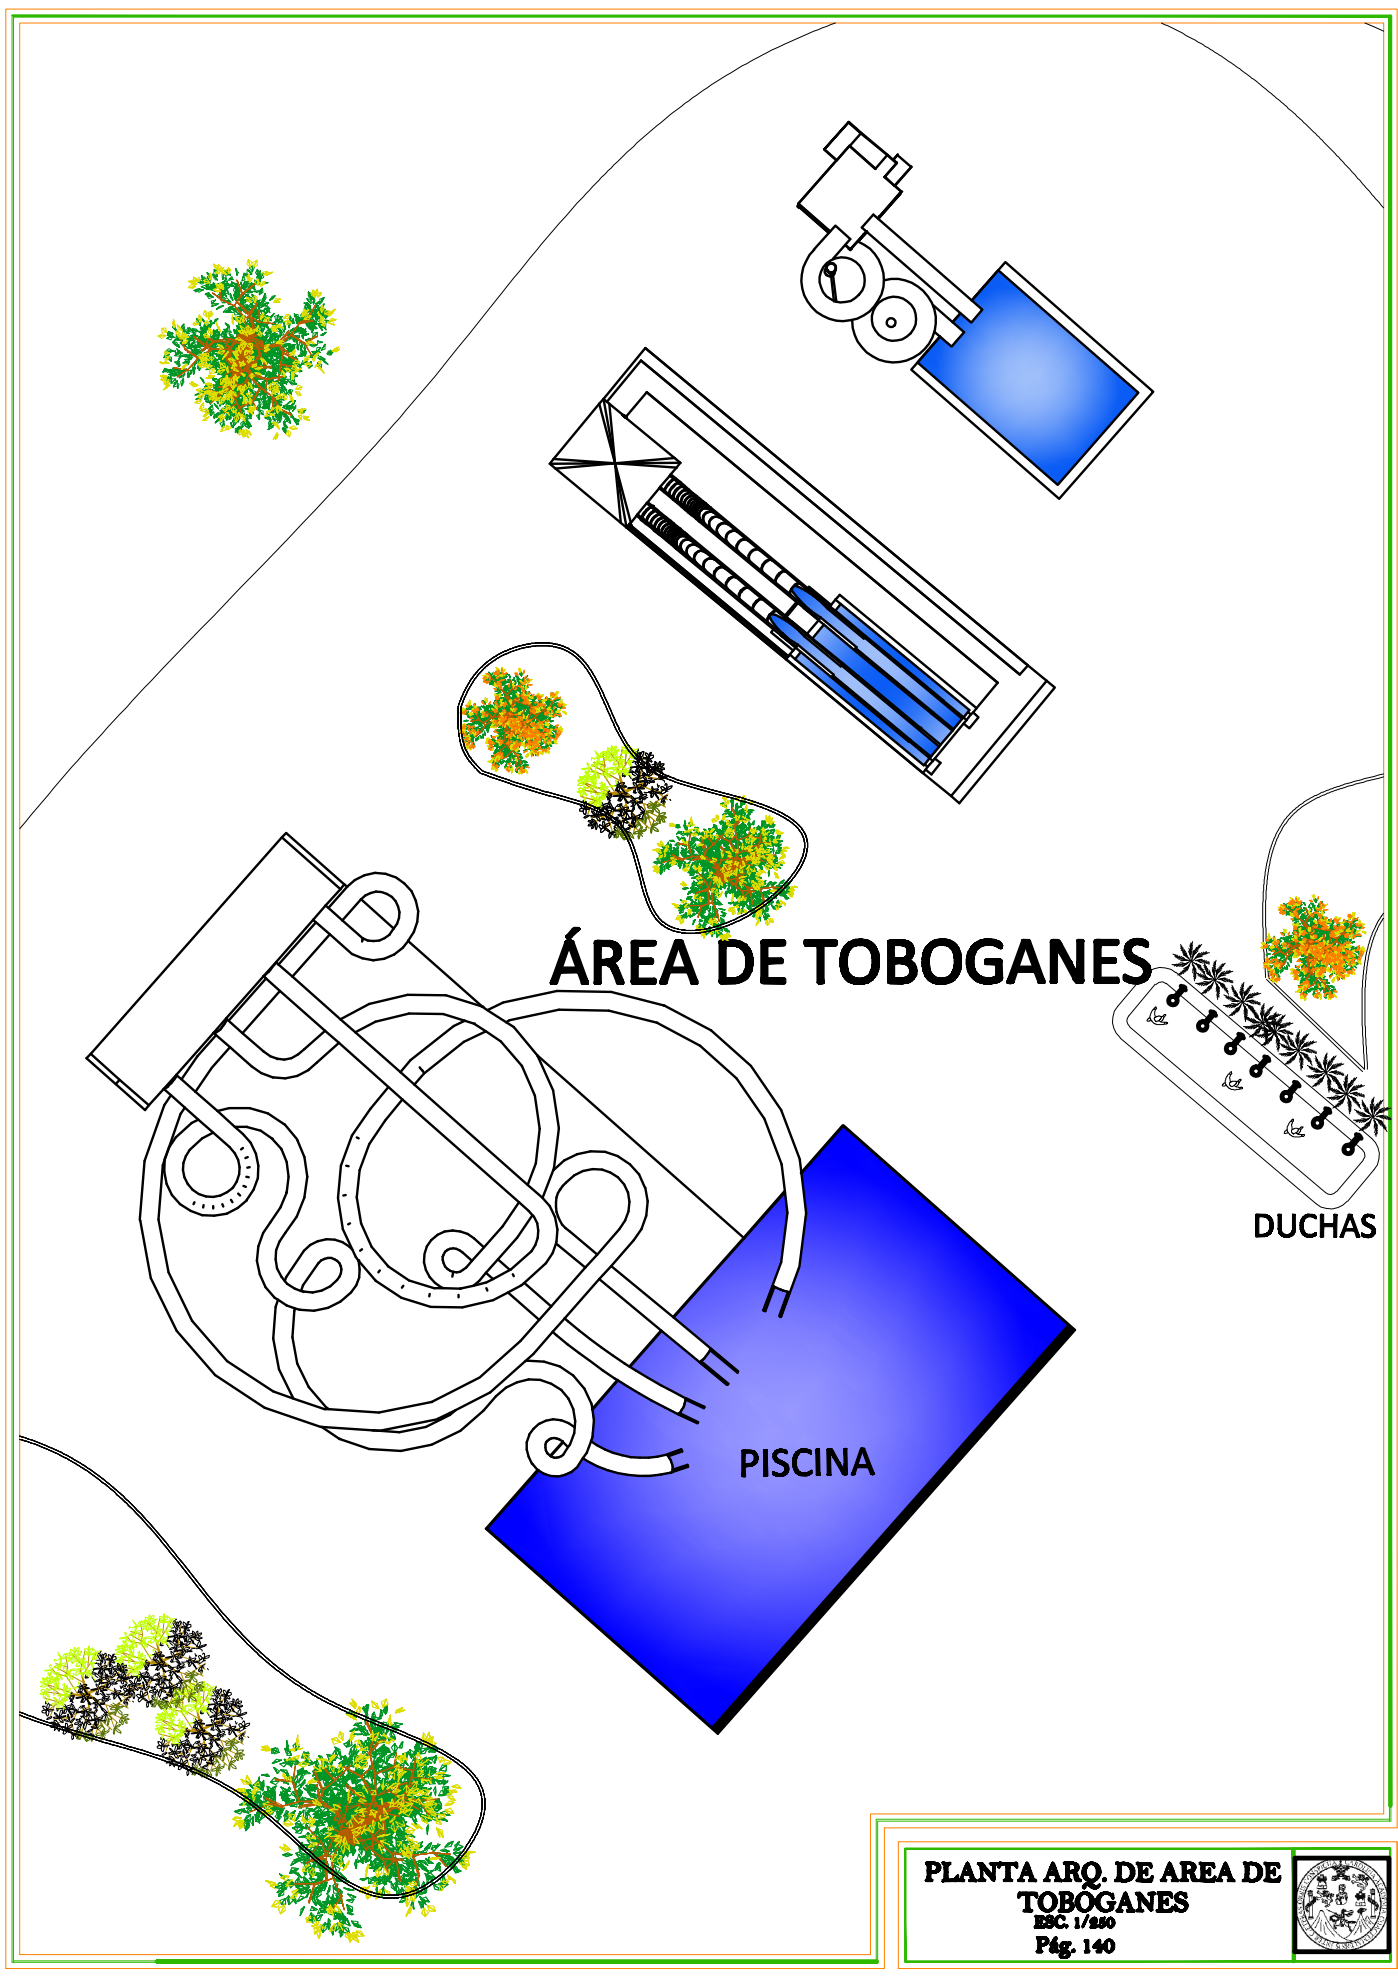 ÁREA DE TOBOGANES
DUCHAS
PISCINA
PLANTA ARQ. DE AREA DE
TOBOGANES
ESC. 1/250
Pág. 140